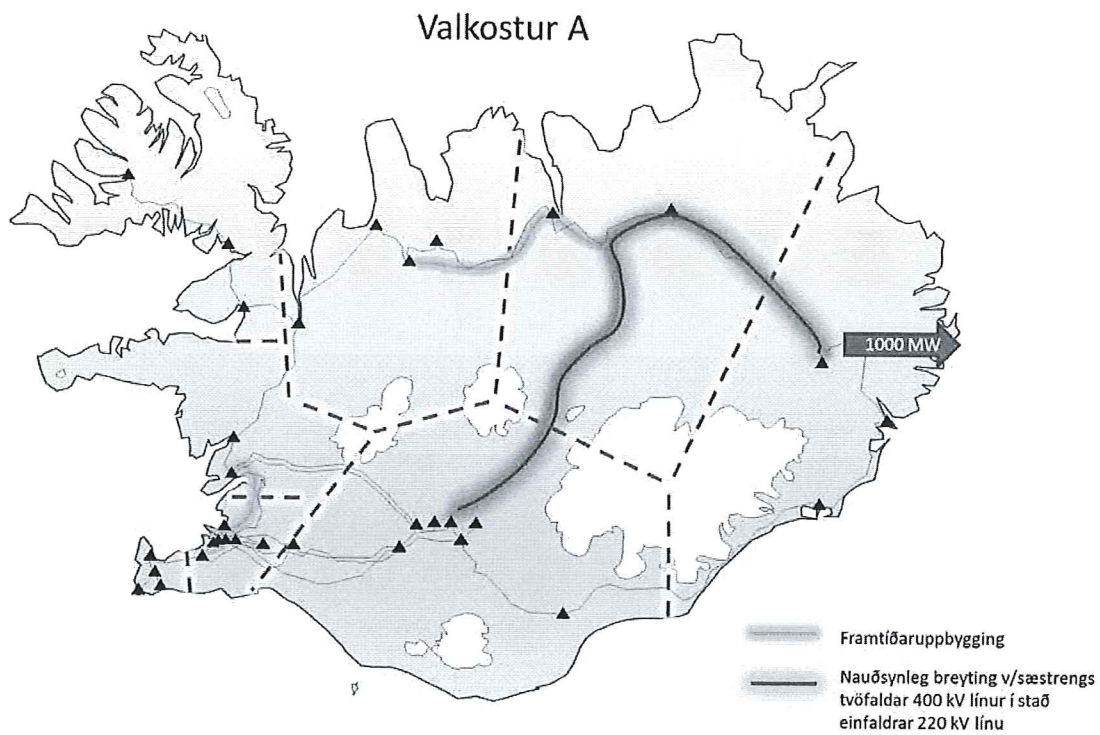 Valkostur A
1000 MW
Framtíðaruppbygging
Nauðsynleg breyting v/sæstrengs
tvöfaldar 400 kV línur í stað
einfaldrar 220 kV línu